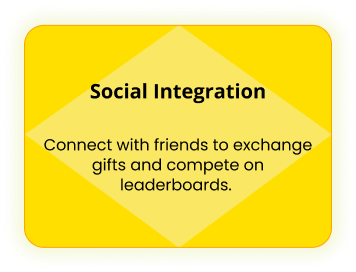 Social Integration
Connect with friends to exchange
gifts and compete on
leaderboards.